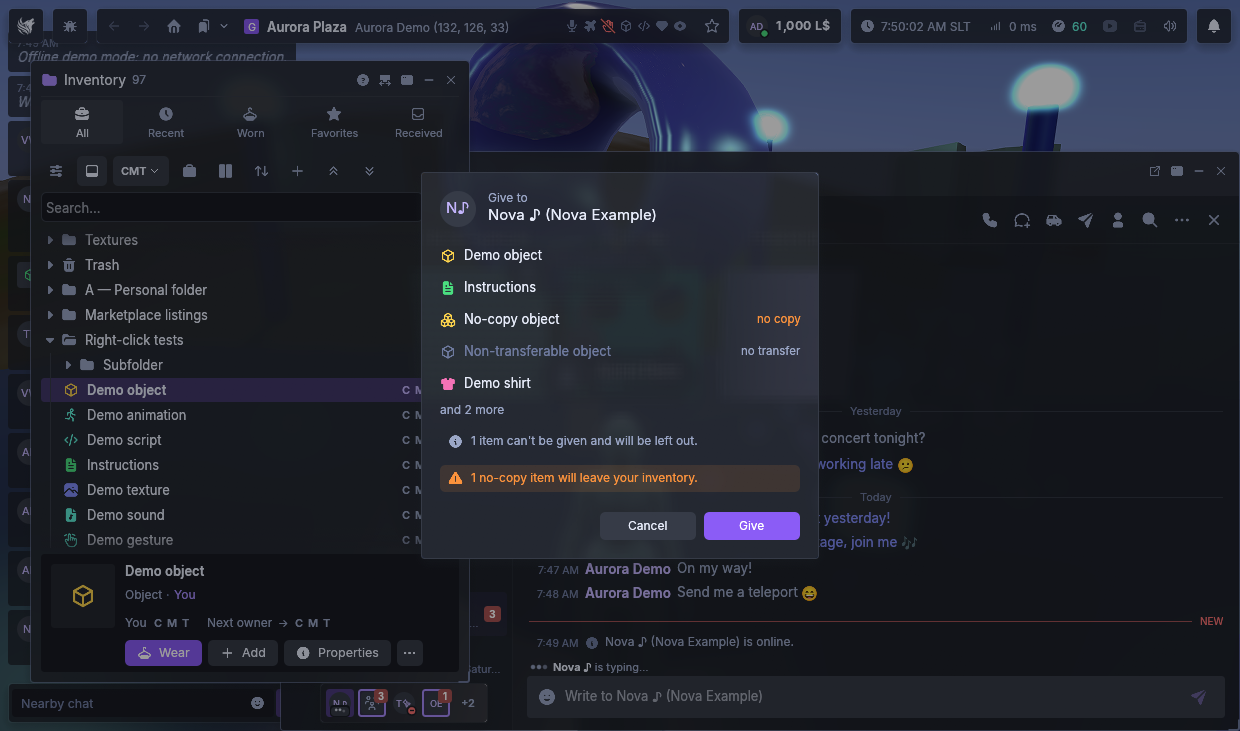 Aurora Plaza Aurora Demo (132, 126, 33)
AD 1,000 L$
7:50:02 AM SLT 0 ms 60
Offline demo mode: no network connection.
Inventory 97
All Recent Worn Favorites Received
CMT
Search...
Textures
Trash
A — Personal folder
Marketplace listings
Right-click tests
Subfolder
Demo object C M
Demo animation C M
Demo script C M
Instructions C M
Demo texture C M
Demo sound C M
Demo gesture C M
Demo object
Object · You
You C M T Next owner → C M T
Wear Add Properties
Nearby chat
N♪ Give to
Nova ♪ (Nova Example)
Demo object
Instructions
No-copy object no copy
Non-transferable object no transfer
Demo shirt
and 2 more
1 item can't be given and will be left out.
1 no-copy item will leave your inventory.
Cancel Give
Yesterday
concert tonight?
working late 😕
Today
yesterday!
age, join me 🎶
7:47 AM Aurora Demo On my way!
7:48 AM Aurora Demo Send me a teleport 😄
3
NEW
7:49 AM Nova ♪ (Nova Example) is online.
Nova ♪ is typing...
Write to Nova ♪ (Nova Example)
3 OE 1 +2